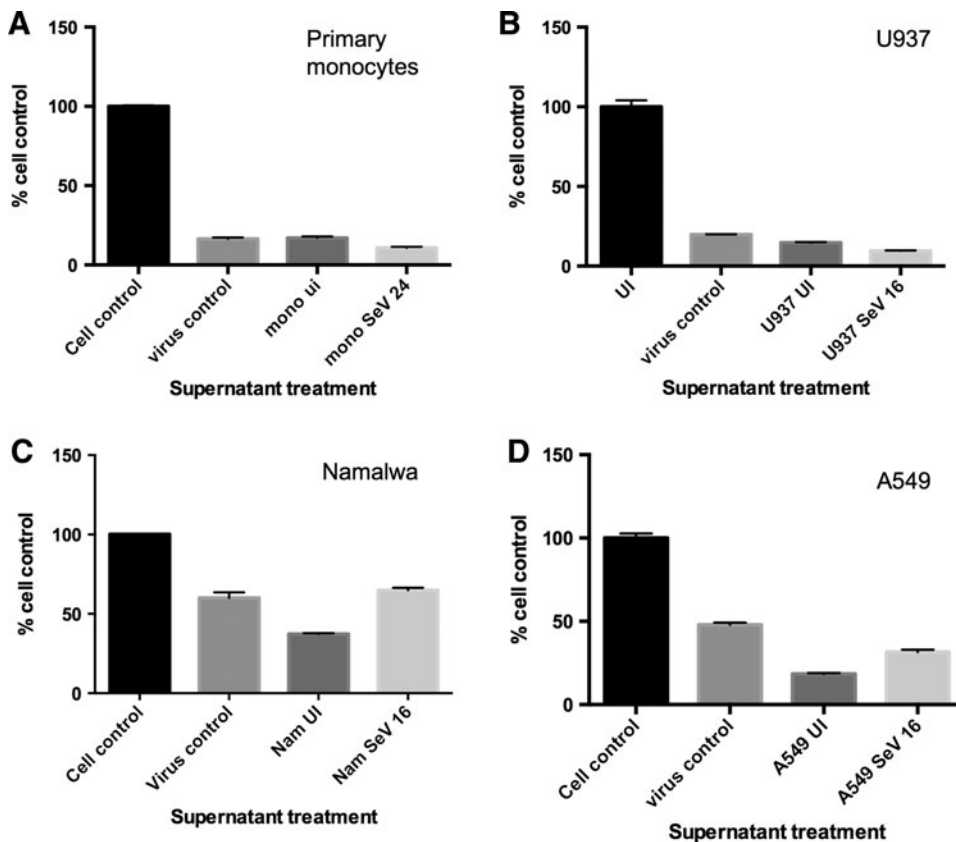 A
Primary
monocytes
150
100
50
0
% cell control
Cell control
virus control
mono ui
mono SeV 24
Supernatant treatment
B
U937
150
100
50
0
% cell control
UI
virus control
U937 UI
U937 SeV 16
Supernatant treatment
C
Namalwa
150
100
50
0
% cell control
Cell control
Virus control
Nam UI
Nam SeV 16
Supernatant treatment
D
A549
150
100
50
0
% cell control
Cell control
virus control
A549 UI
A549 SeV 16
Supernatant treatment